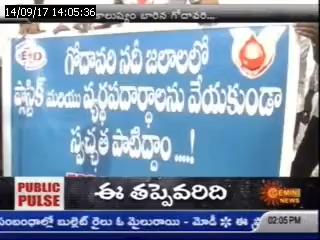 14/09/17 14:05:36
కాలుష్యం బారిన గోదావరి...
గోదావరి నదీ జలాలలో
ప్లాస్టిక్ మరియు వ్యర్థపదార్థాలను వేయకుండా
స్వచ్ఛత పాటిద్దాం ....!
PUBLIC
PULSE
ఈ తప్పెవరిది
GEMINI
NEWS
సంబంధాల్లో బుల్లెట్ రైలు ఓ మైలురాయి - మోడీ * ఈ
02:05 PM